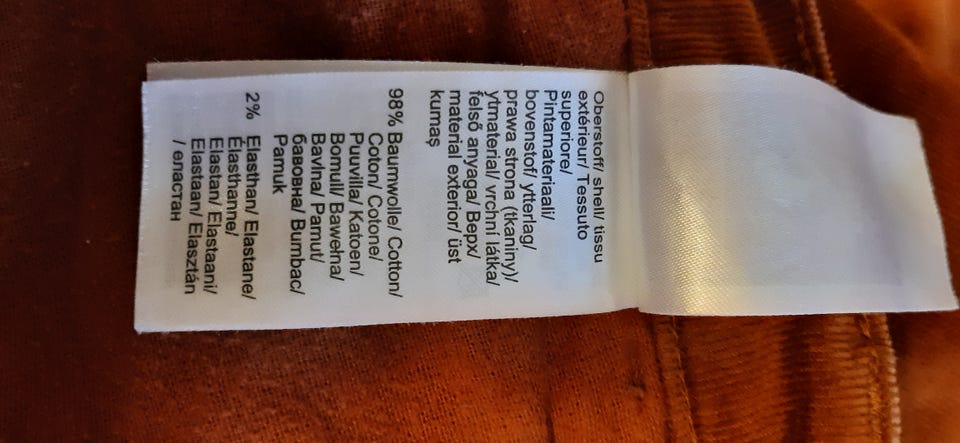 Oberstoff/ shell/ tissu
extérieur/ Tessuto
superiore/
Pintamateriaali/
bovenstof/ ytterlag/
prawa strona (tkaniny)/
ytmaterial/ vrchní látka/
felső anyaga/ Верх/
material exterior/ üst
kumaş
98% Baumwolle/ Cotton/
Coton/ Cotone/
Puuvilla/ Katoen/
Bomull/ Bawełna/
Bavlna/ Pamut/
бавовна/ Bumbac/
Pamuk
2% Elasthan/ Elastane/
Élasthanne/
Elastan/ Elastaani/
Elastaan/ Elasztán
/ еластан